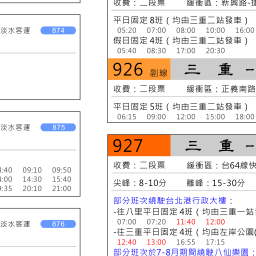 淡水客運 874
淡水客運 875
:40 09:10 09:50
:00 14:30 15:40
:35 20:10 21:00
淡水客運 876
收費：二段票 緩衝區：新興路-
平日固定8班（均由三重二站發車）
05:20 07:00 08:00 10:00 16:00
假日固定4班（均由三重二站發車）
05:40 08:30 17:00 20:30
926 副線 三 重 －
收費：二段票 緩衝區：正義南路
平日固定5班（均由三重二站發車）
06:15 09:00 12:00 15:00 18:00
927 三 重 －
收費：二段票 緩衝區：台64線快
尖峰：8-10分 離峰：15-30分
部分班次繞駛台北港行政大樓：
-往八里平日固定4班（均由三重一站
07:00 07:20 11:40 12:00
-往三重平日固定4班（均由左岸公園(
12:40 13:00 16:55 17:15
部分班次於7-8月期間繞駛八仙樂園：